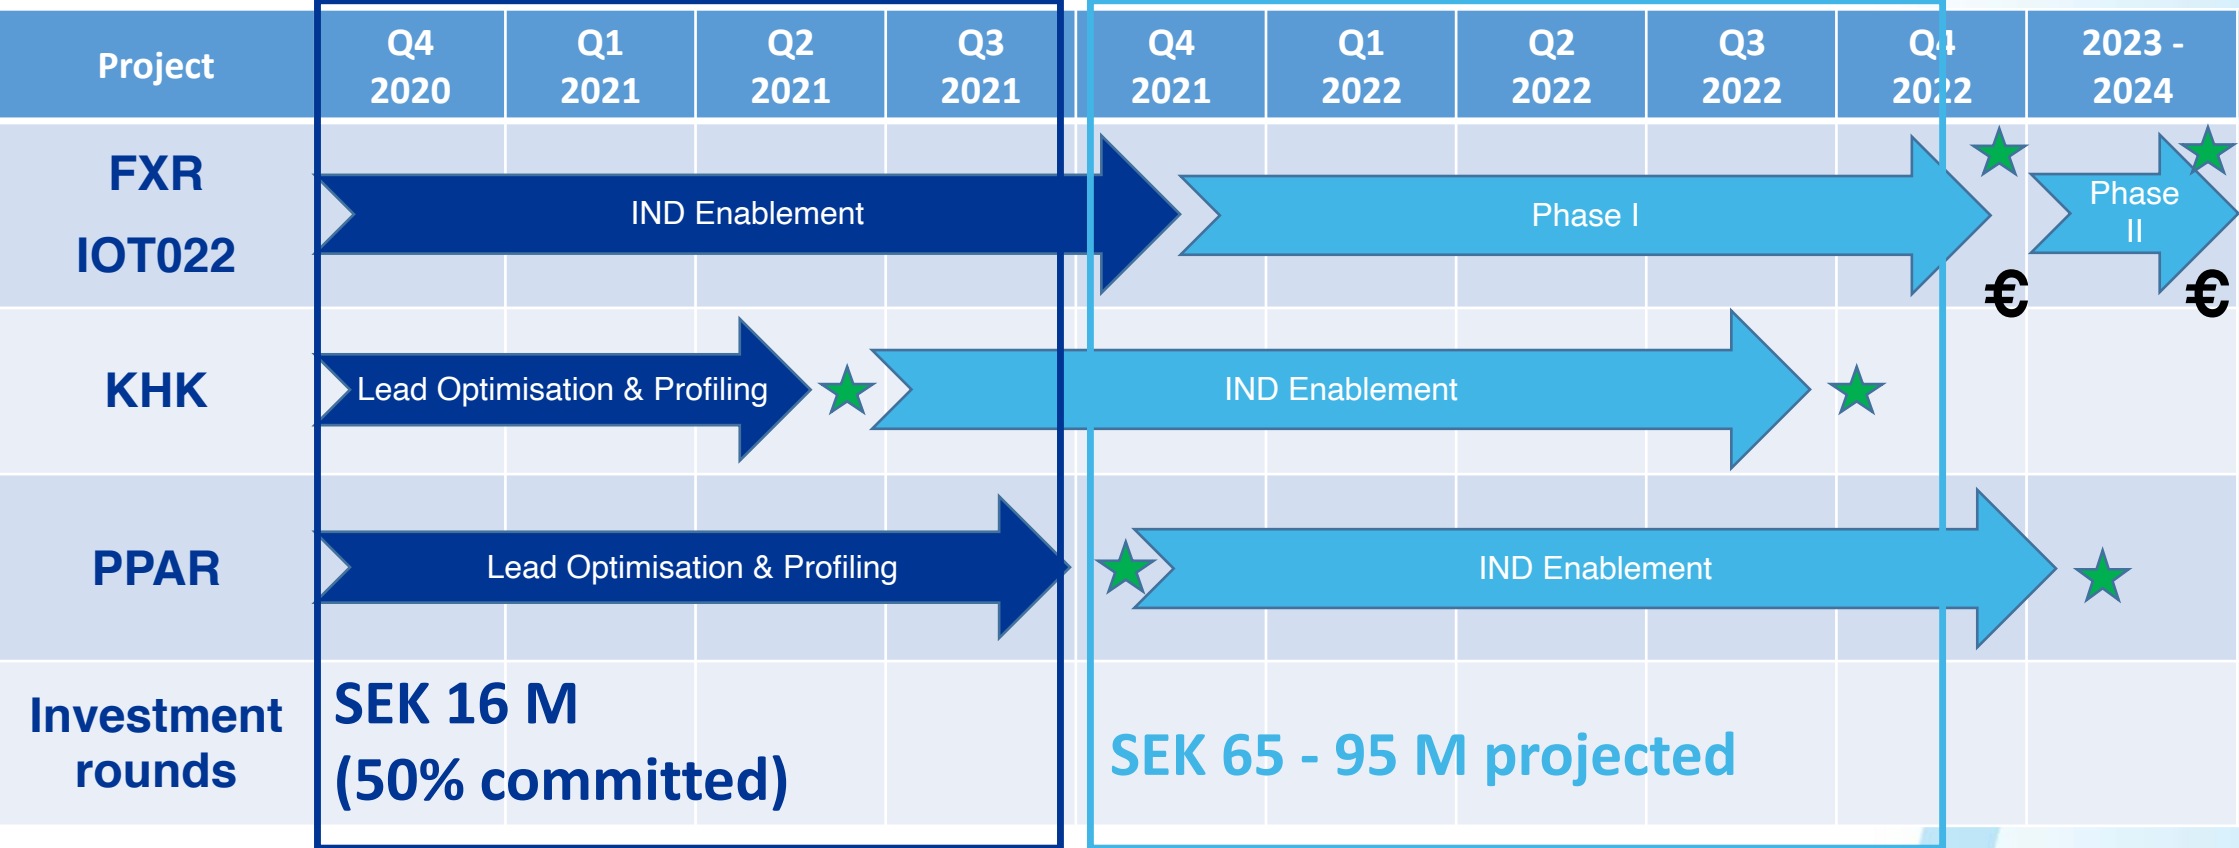 Project
Q4
2020
Q1
2021
Q2
2021
Q3
2021
Q4
2021
Q1
2022
Q2
2022
Q3
2022
Q4
2022
2023 -
2024
FXR
IOT022
IND Enablement
Phase I
Phase
II
€
€
KHK
Lead Optimisation & Profiling
IND Enablement
PPAR
Lead Optimisation & Profiling
IND Enablement
Investment
rounds
SEK 16 M
(50% committed)
SEK 65 - 95 M projected